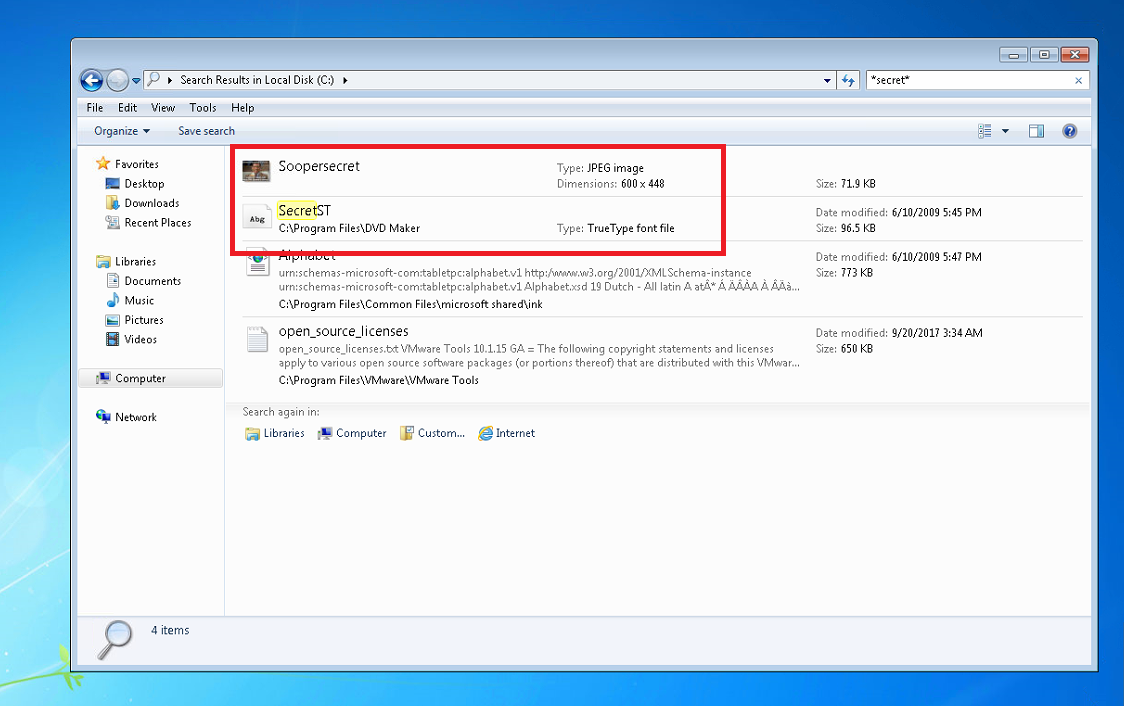 Search Results in Local Disk (C:)
*secret*
File Edit View Tools Help
Organize Save search
Favorites
Desktop
Downloads
Recent Places
Libraries
Documents
Music
Pictures
Videos
Computer
Network
Soopersecret
Type: JPEG image
Dimensions: 600 x 448
Size: 71.9 KB
Abg
SecretST
C:\Program Files\DVD Maker
Type: TrueType font file
Date modified: 6/10/2009 5:45 PM
Size: 96.5 KB
Alphabet
urn:schemas-microsoft-com:tabletpc:alphabet.v1 http:/www.w3.org/2001/XMLSchema-instance
urn:schemas-microsoft-com:tabletpc:alphabet.v1 Alphabet.xsd 19 Dutch - All latin A
C:\Program Files\Common Files\microsoft shared\ink
Date modified: 6/10/2009 5:47 PM
Size: 773 KB
open_source_licenses
open_source_licenses.txt VMware Tools 10.1.15 GA = The following copyright statements and licenses
apply to various open source software packages (or portions thereof) that are distributed with this VMwar...
C:\Program Files\VMware\VMware Tools
Date modified: 9/20/2017 3:34 AM
Size: 650 KB
Search again in:
Libraries Computer Custom... Internet
4 items